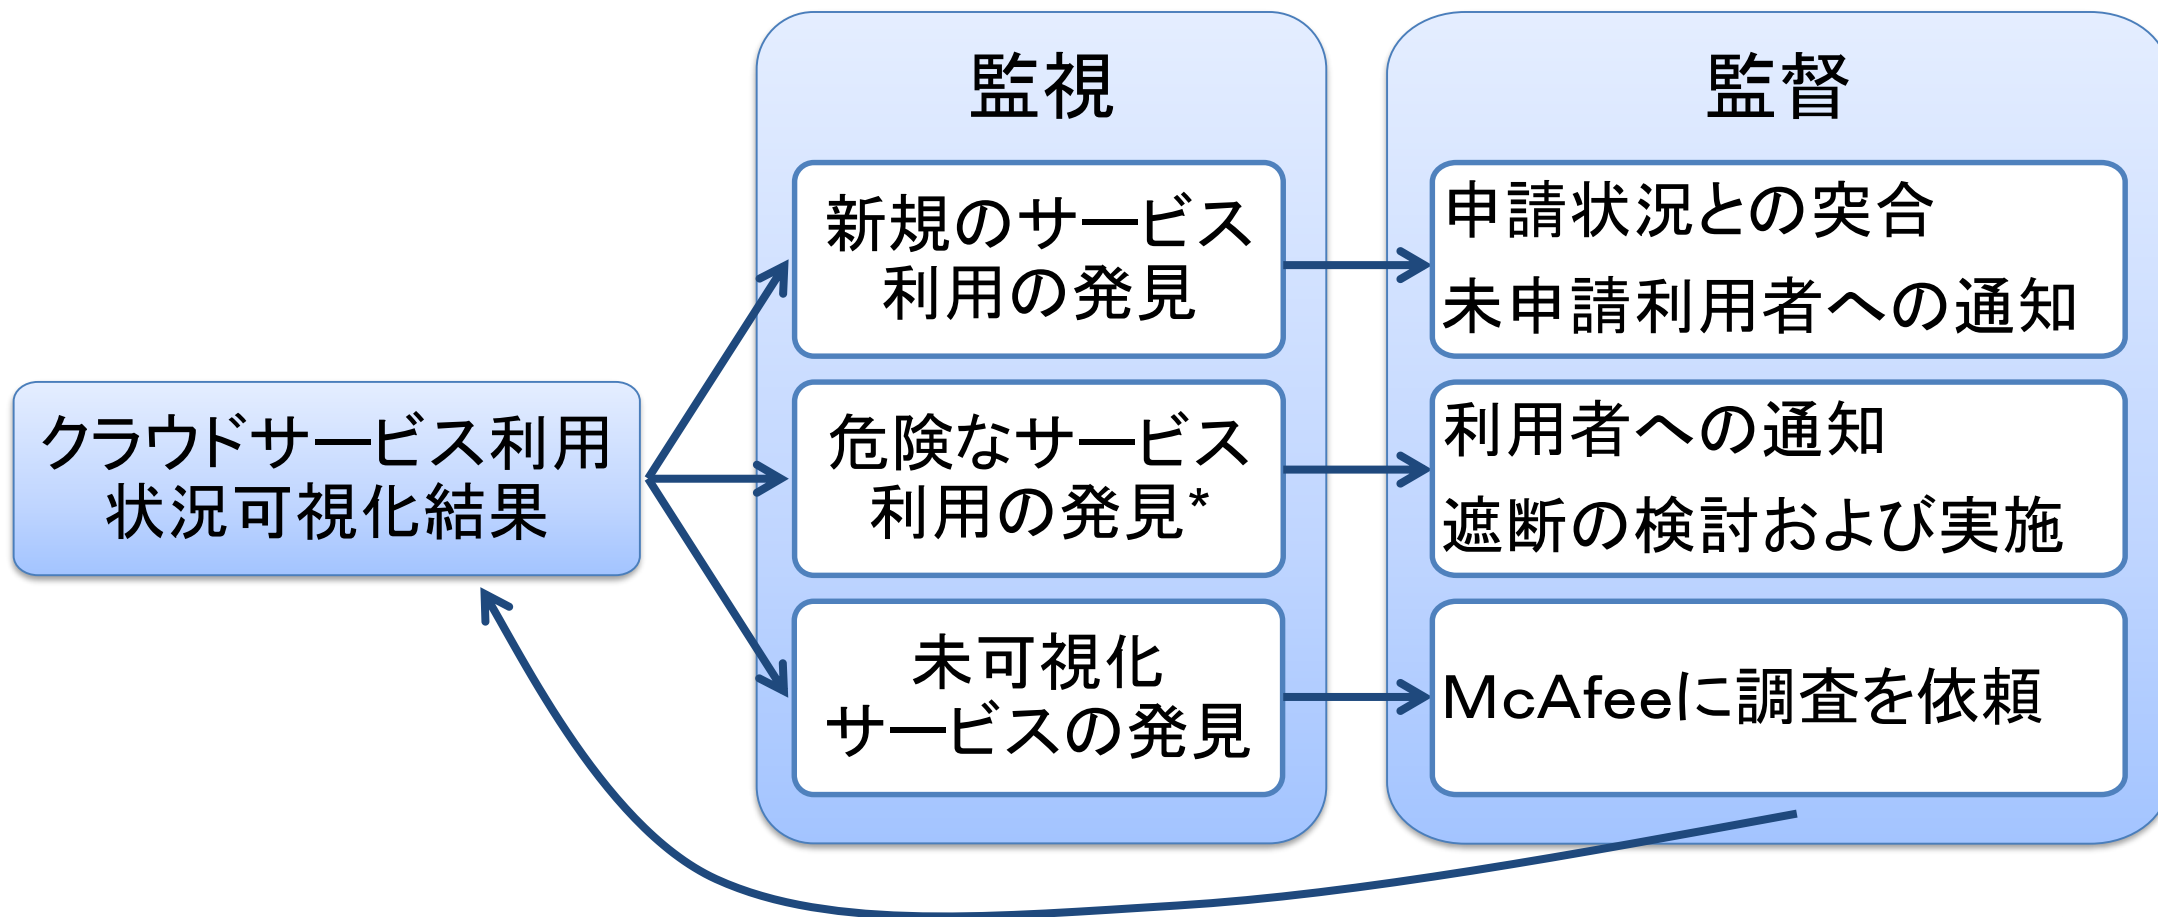 監視
監督
新規のサービス
利用の発見
申請状況との突合
未申請利用者への通知
クラウドサービス利用
状況可視化結果
危険なサービス
利用の発見*
利用者への通知
遮断の検討および実施
未可視化
サービスの発見
McAfeeに調査を依頼